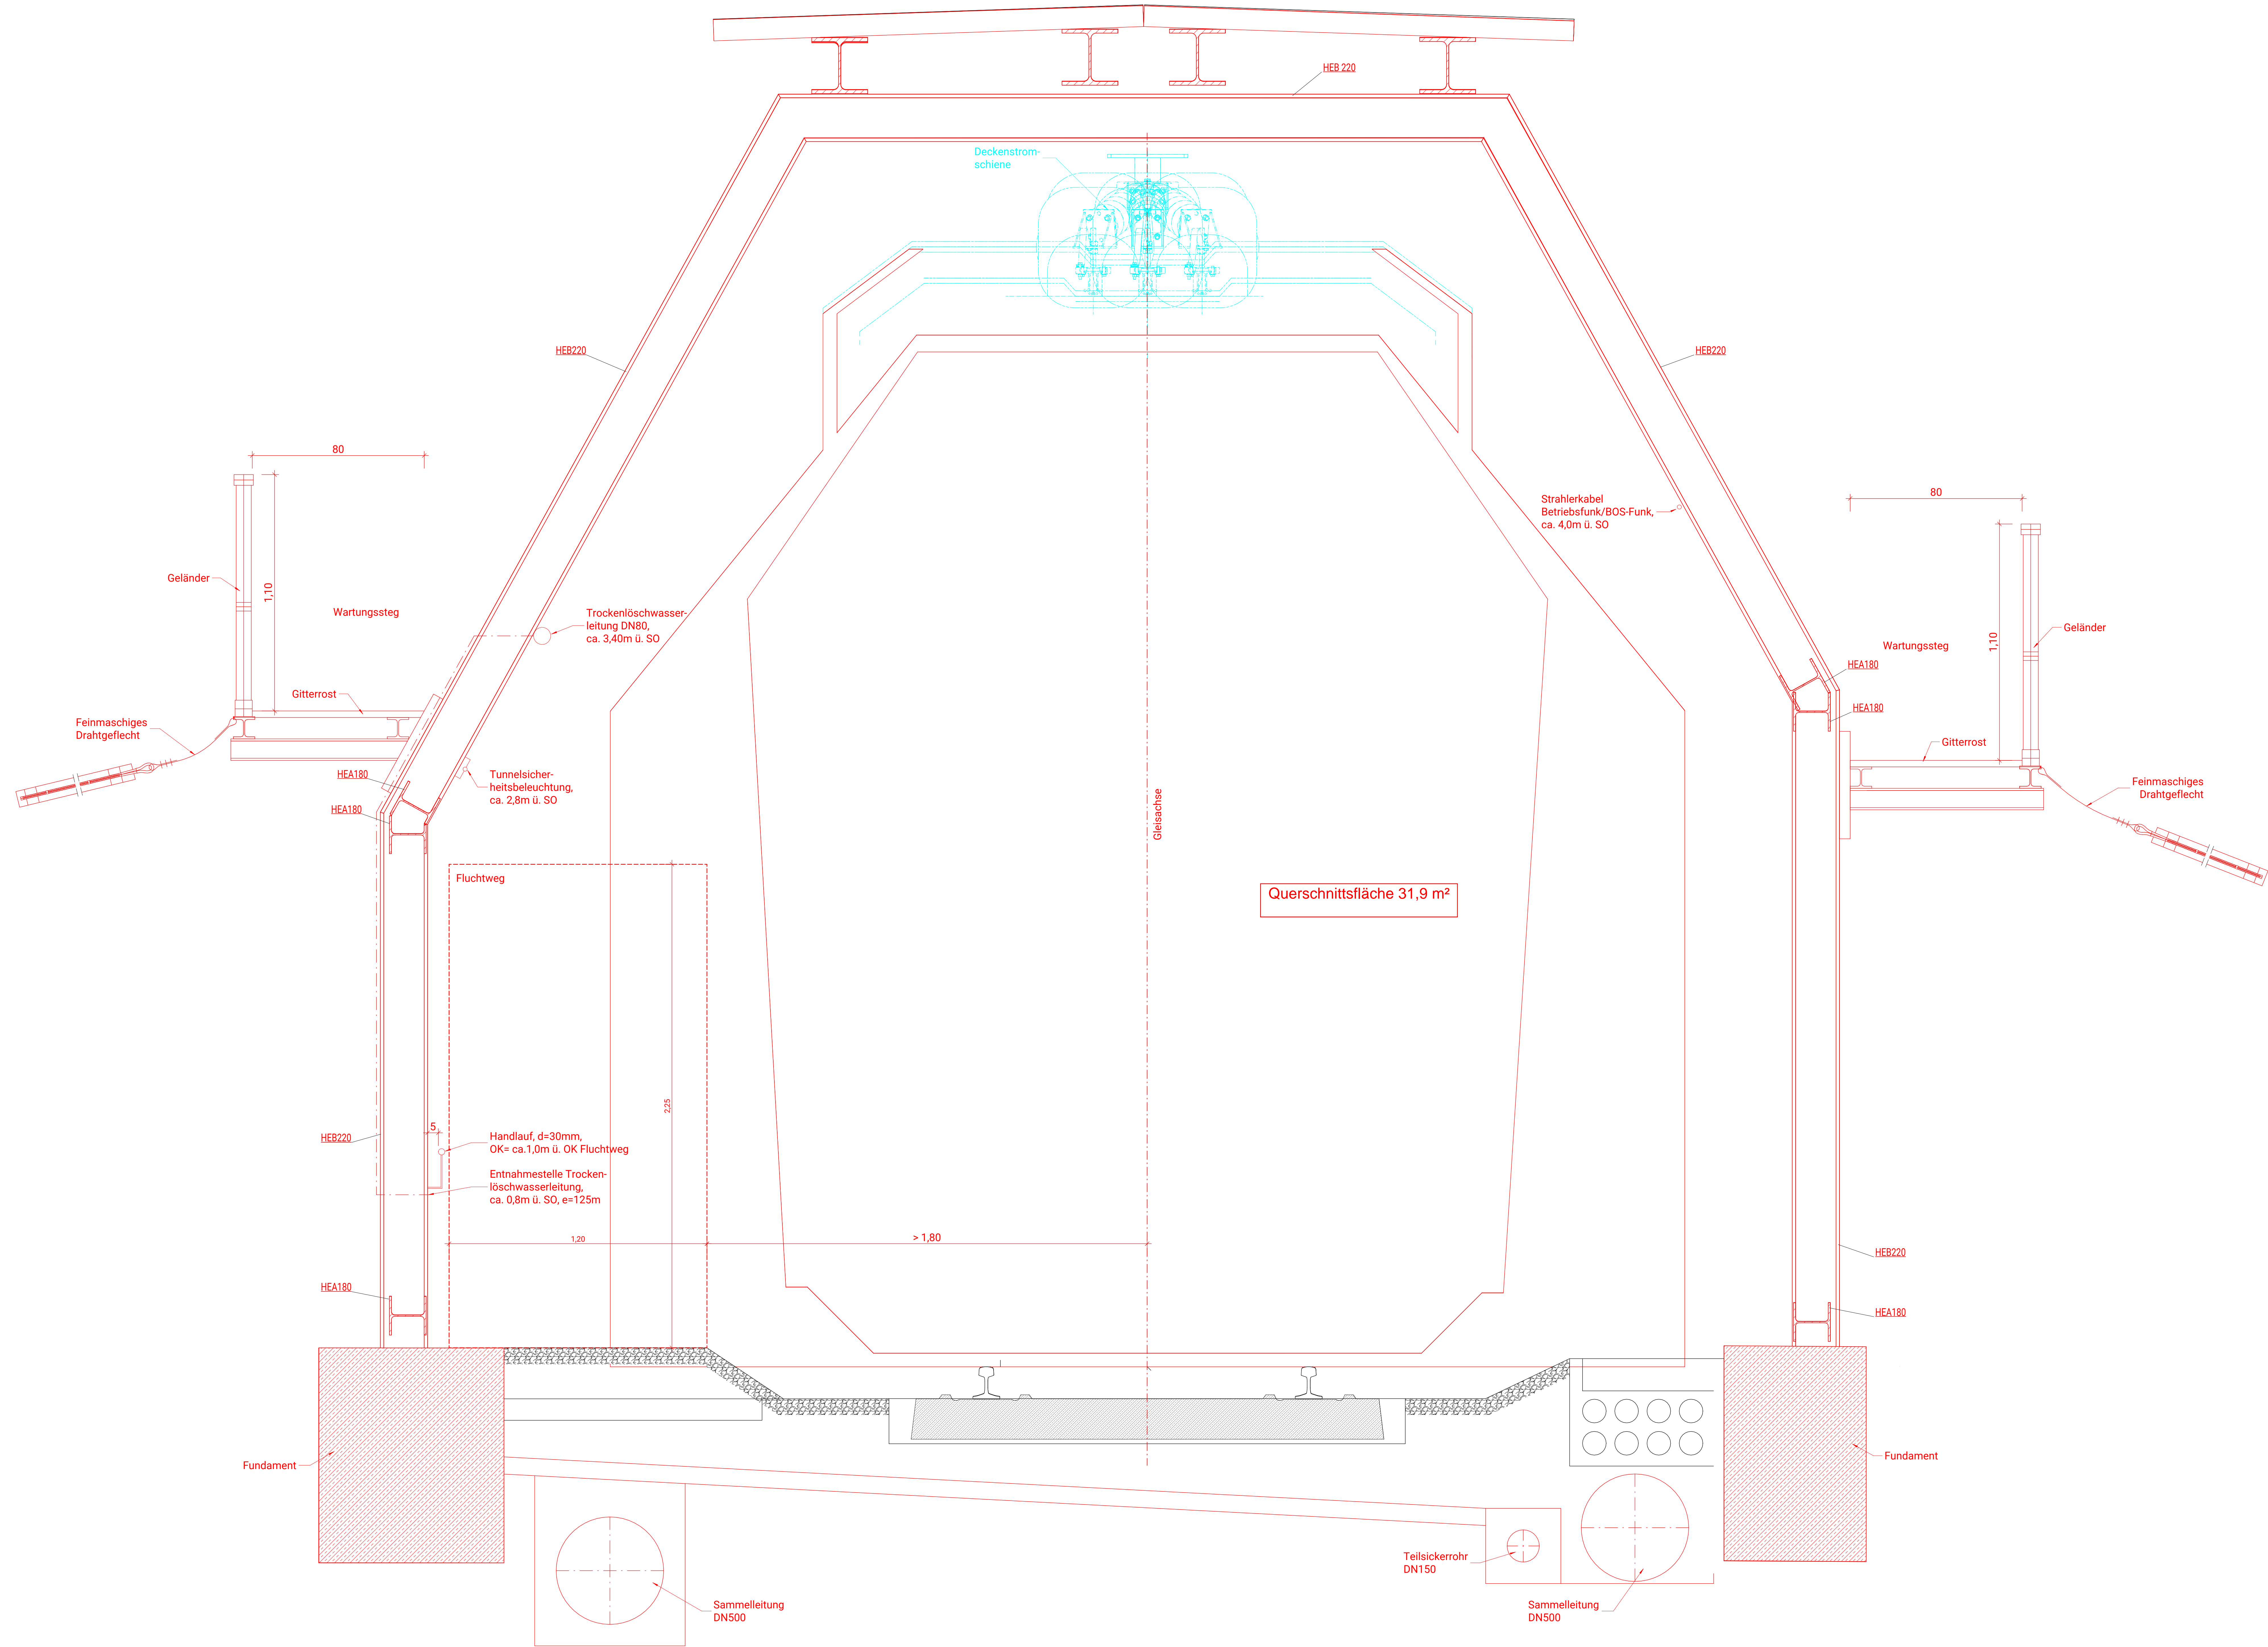 HEB 220
Deckenstrom-
schiene
HEB220
HEB220
80
Strahlerkabel
Betriebsfunk/BOS-Funk,
ca. 4,0m ü. SO
80
Geländer
1,10
Wartungssteg
Trockenlöschwasser-
leitung DN80,
ca. 3,40m ü. SO
1,10
Geländer
Wartungssteg
HEA180
Gitterrost
HEA180
Feinmaschiges
Drahtgeflecht
Gitterrost
HEA180
Tunnelsicher-
heitsbeleuchtung,
ca. 2,8m ü. SO
Feinmaschiges
Drahtgeflecht
HEA180
Gleisachse
Fluchtweg
Querschnittsfläche 31,9 m²
2,25
5
HEB220
Handlauf, d=30mm,
OK= ca.1,0m ü. OK Fluchtweg
Entnahmestelle Trocken-
löschwasserleitung,
ca. 0,8m ü. SO, e=125m
1,20
> 1,80
HEB220
HEA180
HEA180
Fundament
Fundament
Teilsickerrohr
DN150
Sammelleitung
DN500
Sammelleitung
DN500